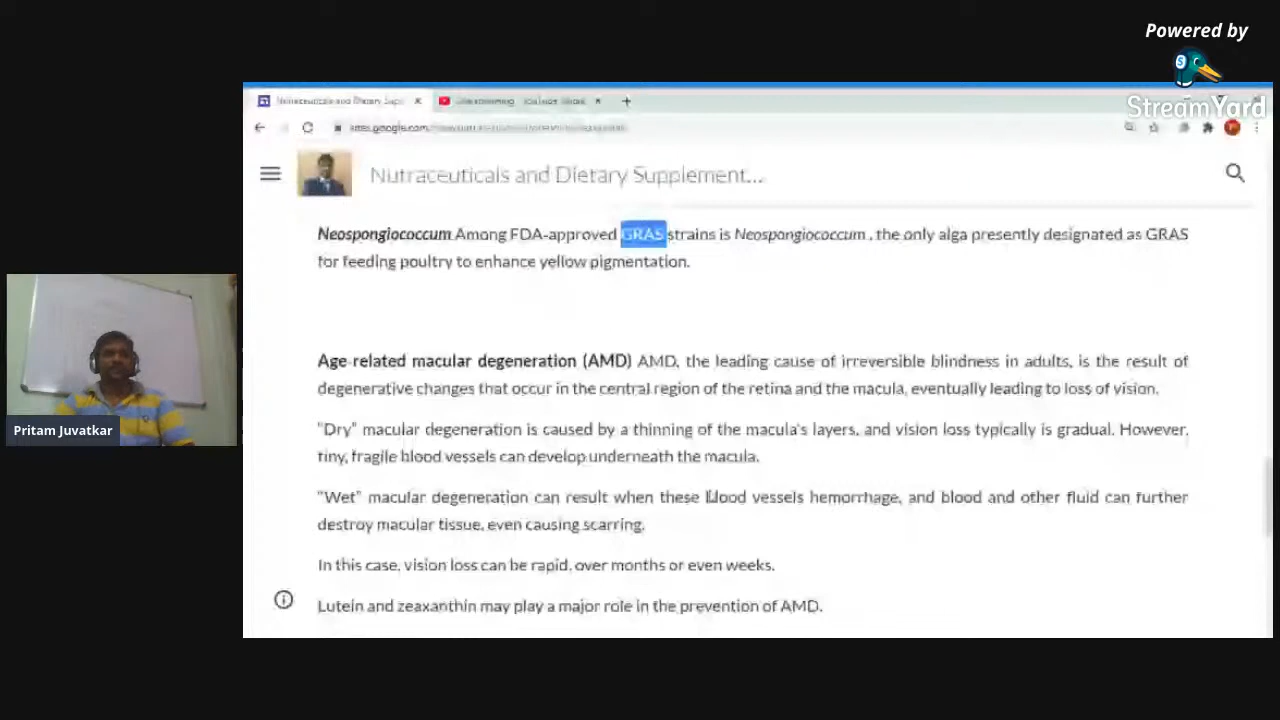 Powered by
StreamYard
Nutraceuticals and Dietary Supp
sites.google.com
Nutraceuticals and Dietary Supplement...
Neospongiococcum Among FDA-approved GRAS strains is Neospongiococcum , the only alga presently designated as GRAS
for feeding poultry to enhance yellow pigmentation.
Age-related macular degeneration (AMD) AMD, the leading cause of irreversible blindness in adults, is the result of
degenerative changes that occur in the central region of the retina and the macula, eventually leading to loss of vision.
"Dry" macular degeneration is caused by a thinning of the macula's layers, and vision loss typically is gradual. However,
tiny, fragile blood vessels can develop underneath the macula.
"Wet" macular degeneration can result when these blood vessels hemorrhage, and blood and other fluid can further
destroy macular tissue, even causing scarring.
In this case, vision loss can be rapid, over months or even weeks.
Lutein and zeaxanthin may play a major role in the prevention of AMD.
Pritam Juvatkar